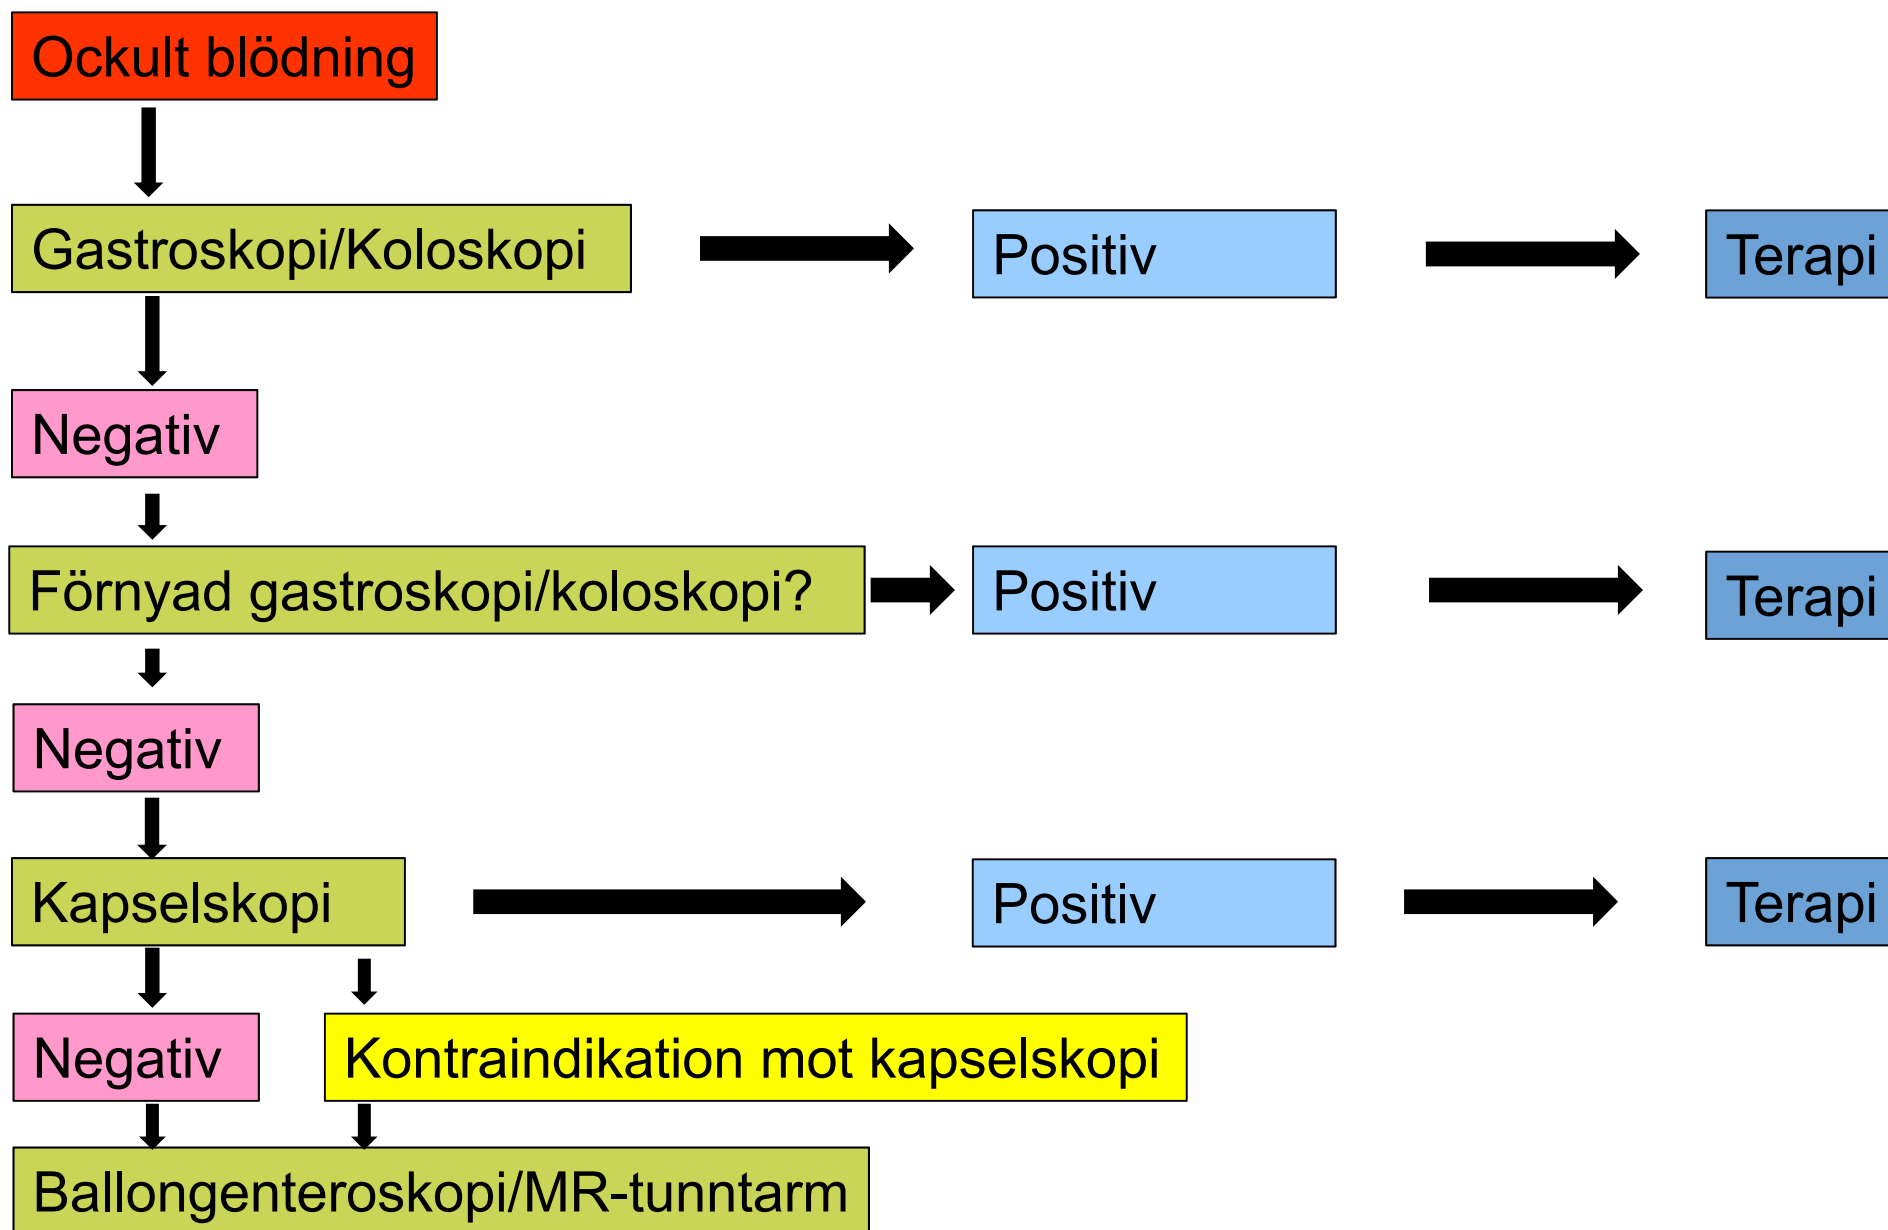 Ockult blödning
Gastroskopi/Koloskopi
Positiv
Terapi
Negativ
Förnyad gastroskopi/koloskopi?
Positiv
Terapi
Negativ
Kapselskopi
Positiv
Terapi
Negativ
Kontraindikation mot kapselskopi
Ballongenteroskopi/MR-tunntarm